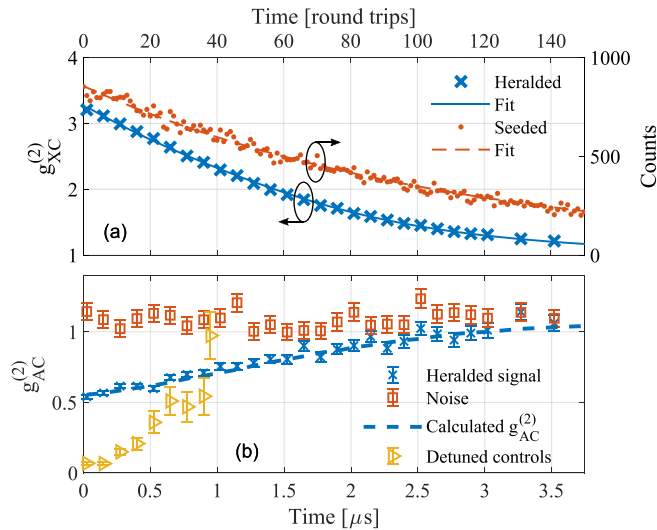 Time [round trips]
0 20 40 60 80 100 120 140
4 1000
Heralded
Fit
3 Seeded
Fit
g(2)XC 500 Counts
2
(a)
1 0
1
g(2)AC
Heralded signal
0.5 Noise
Calculated g(2)AC
(b) Detuned controls
0
0 0.5 1 1.5 2 2.5 3 3.5
Time [μs]